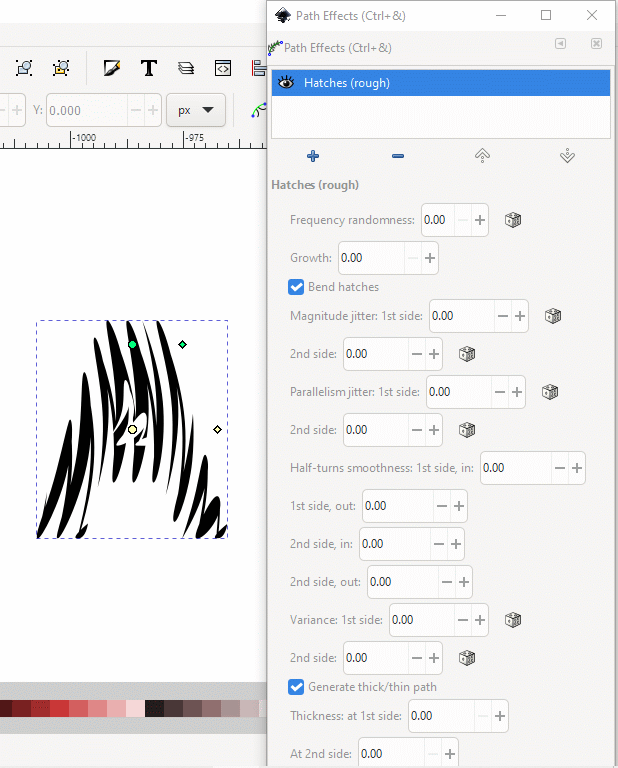 Path Effects (Ctrl+&)
Path Effects (Ctrl+&)
T
Y: 0.000
px
-1000
-975
Hatches (rough)
Hatches (rough)
Frequency randomness: 0.00
Growth: 0.00
Bend hatches
Magnitude jitter: 1st side: 0.00
2nd side: 0.00
Parallelism jitter: 1st side: 0.00
2nd side: 0.00
Half-turns smoothness: 1st side, in: 0.00
1st side, out: 0.00
2nd side, in: 0.00
2nd side, out: 0.00
Variance: 1st side: 0.00
2nd side: 0.00
Generate thick/thin path
Thickness: at 1st side: 0.00
At 2nd side: 0.00